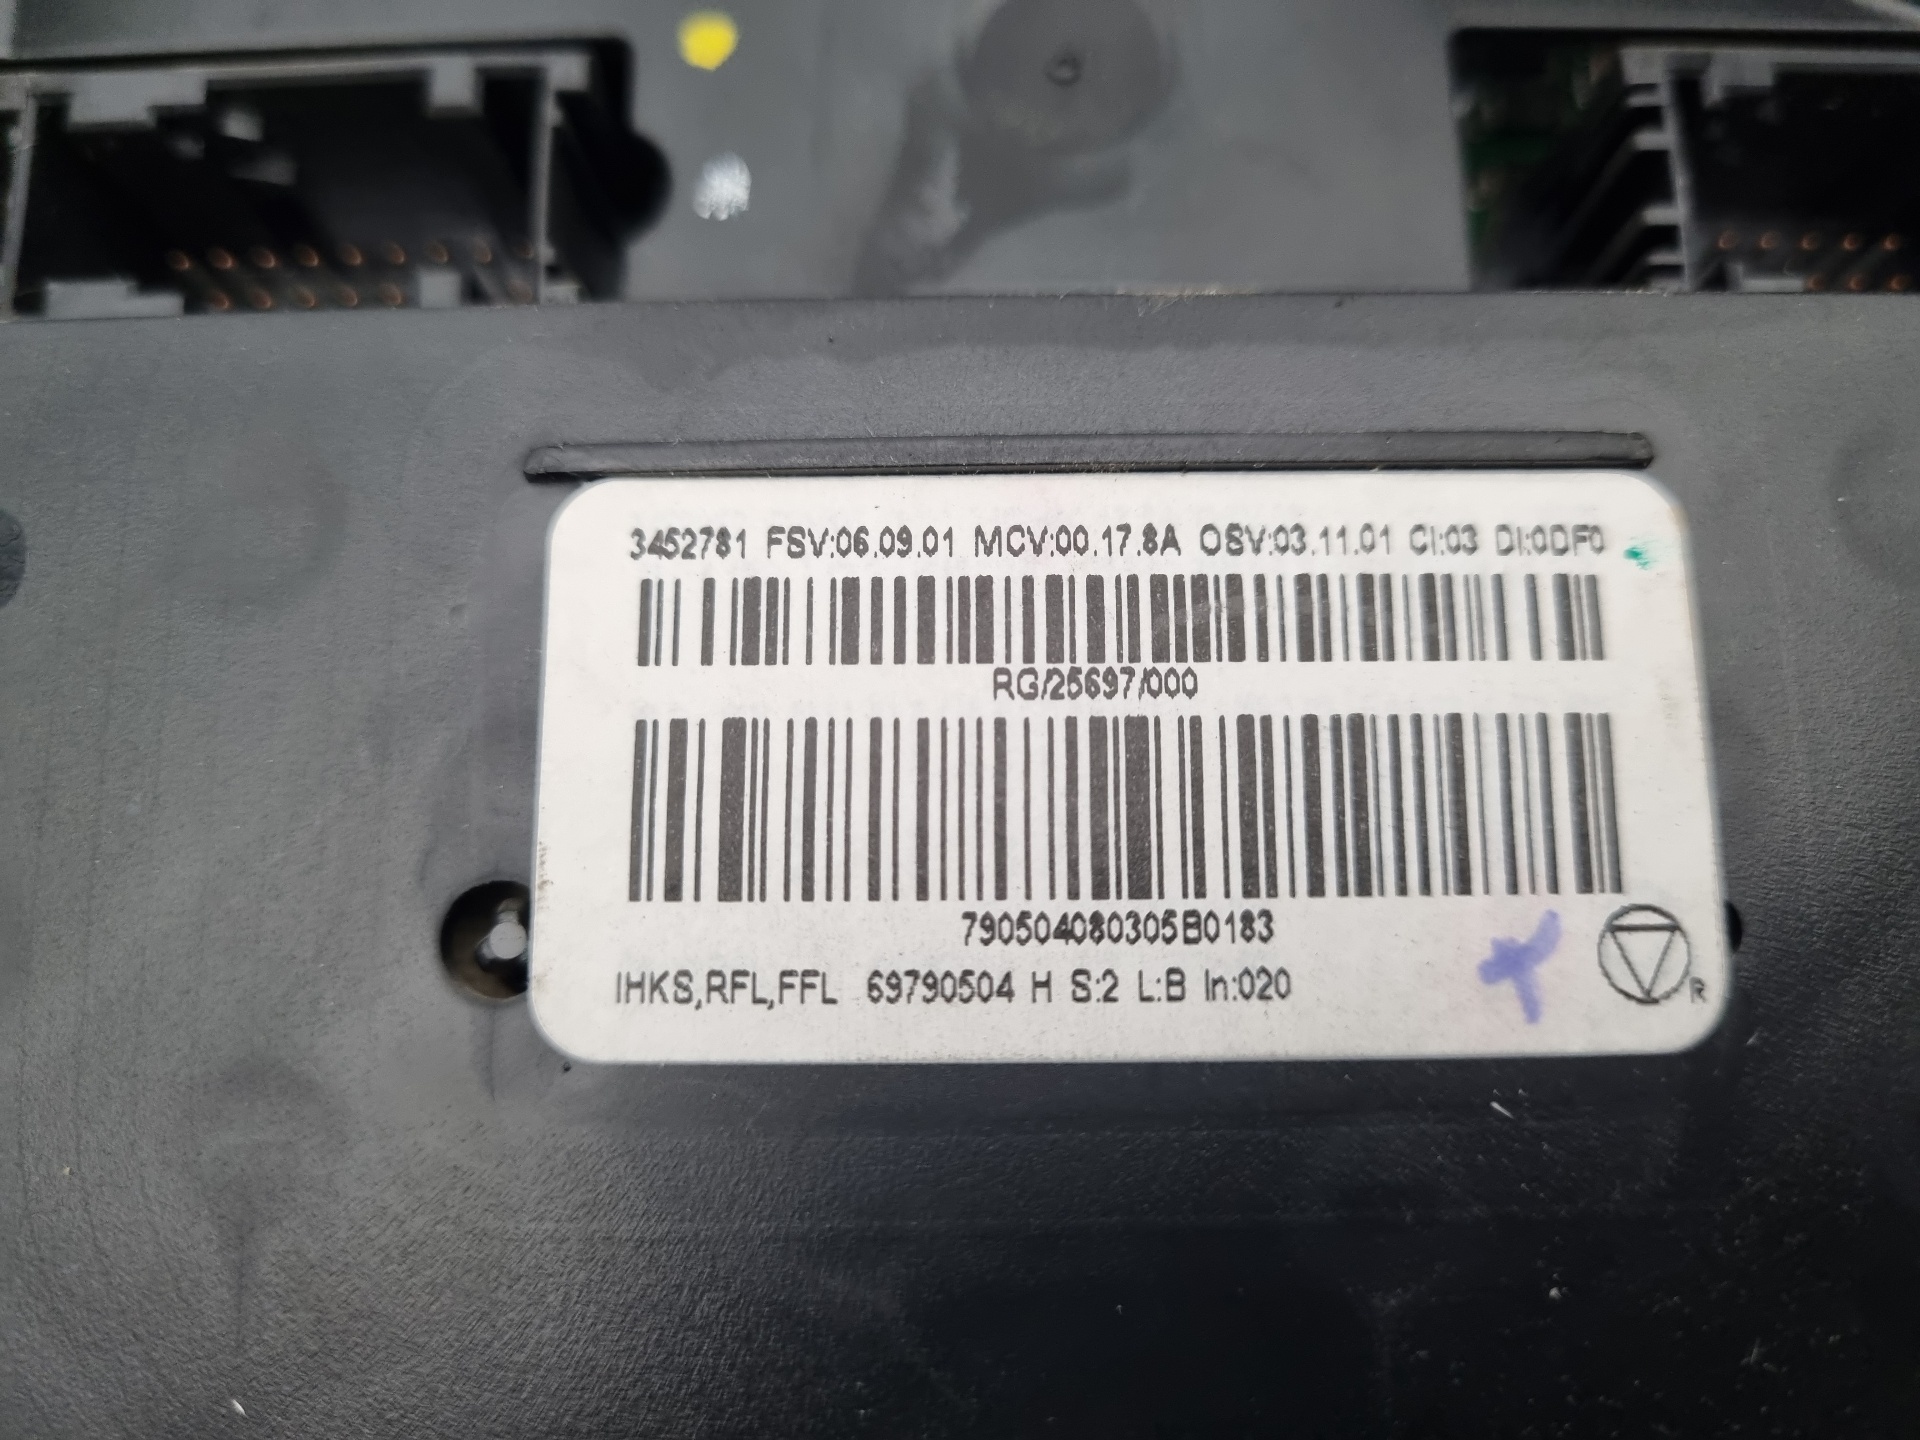 3452781 FSV:06.09.01 MCV:00.17.8A OSV:03.11.01 CI:03 DI:0DF0
RG/25697/000
790504080305B0183
IHKS,RFL,FFL 69790504 H S:2 L:B In:020
R